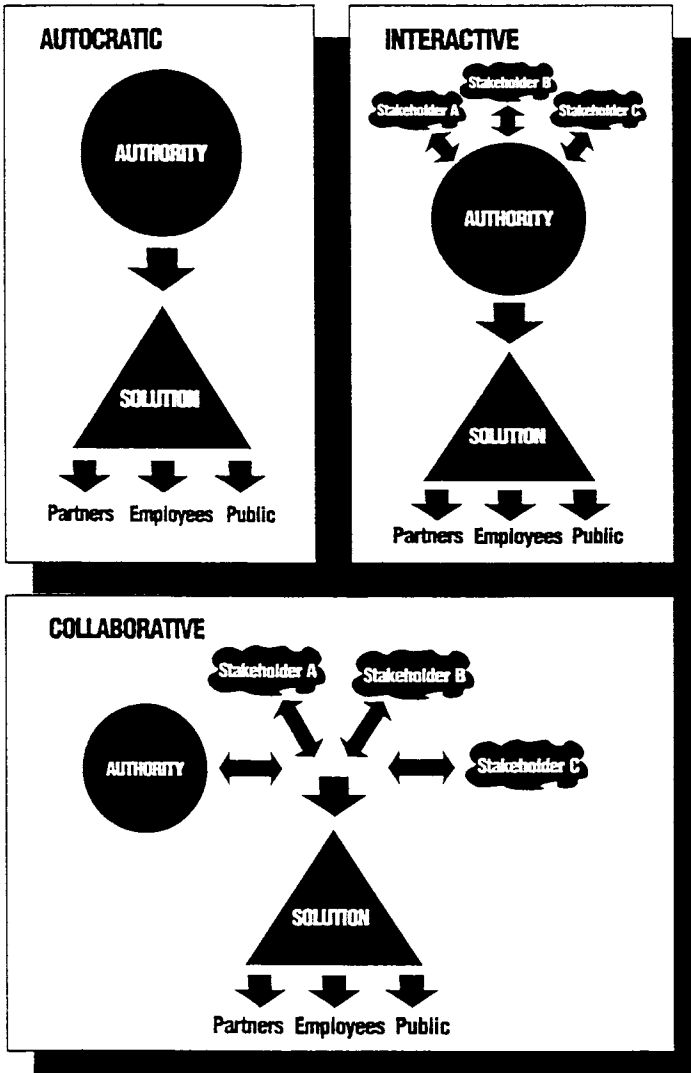 AUTOCRATIC
AUTHORITY
SOLUTION
Partners Employees Public
INTERACTIVE
Stakeholder A
Stakeholder B
Stakeholder C
AUTHORITY
SOLUTION
Partners Employees Public
COLLABORATIVE
Stakeholder A
Stakeholder B
AUTHORITY
Stakeholder C
SOLUTION
Partners Employees Public